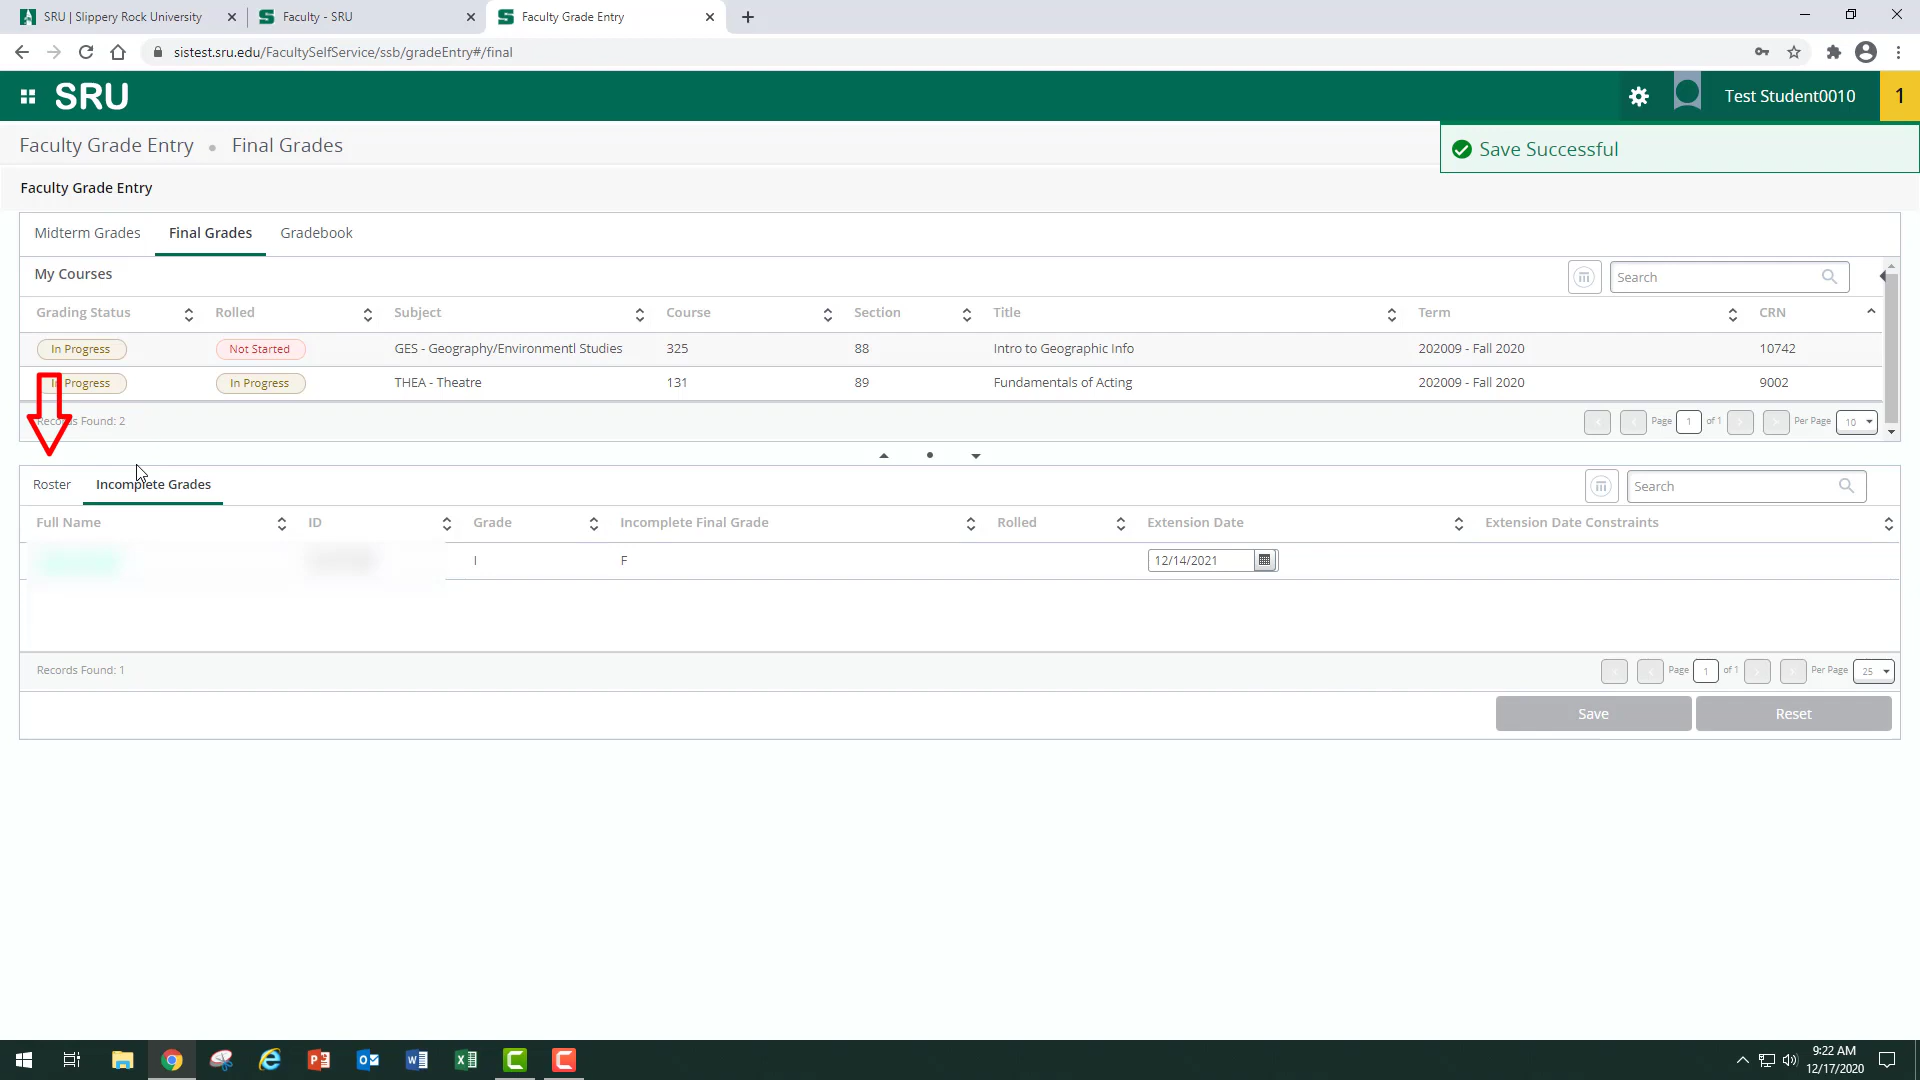 SRU | Slippery Rock University
Faculty - SRU
Faculty Grade Entry
sistest.sru.edu/FacultySelfService/ssb/gradeEntry#/final
SRU
Test Student0010
1
Faculty Grade Entry • Final Grades
Save Successful
Faculty Grade Entry
Midterm Grades Final Grades Gradebook
My Courses
Search
Grading Status Rolled Subject Course Section Title Term CRN
In Progress Not Started GES - Geography/Environmentl Studies 325 88 Intro to Geographic Info 202009 - Fall 2020 10742
In Progress In Progress THEA - Theatre 131 89 Fundamentals of Acting 202009 - Fall 2020 9002
Records Found: 2
Page 1 of 1 Per Page 10
Roster Incomplete Grades
Search
Full Name ID Grade Incomplete Final Grade Rolled Extension Date Extension Date Constraints
I F 12/14/2021
Records Found: 1
Page 1 of 1 Per Page 25
Save Reset
9:22 AM
12/17/2020